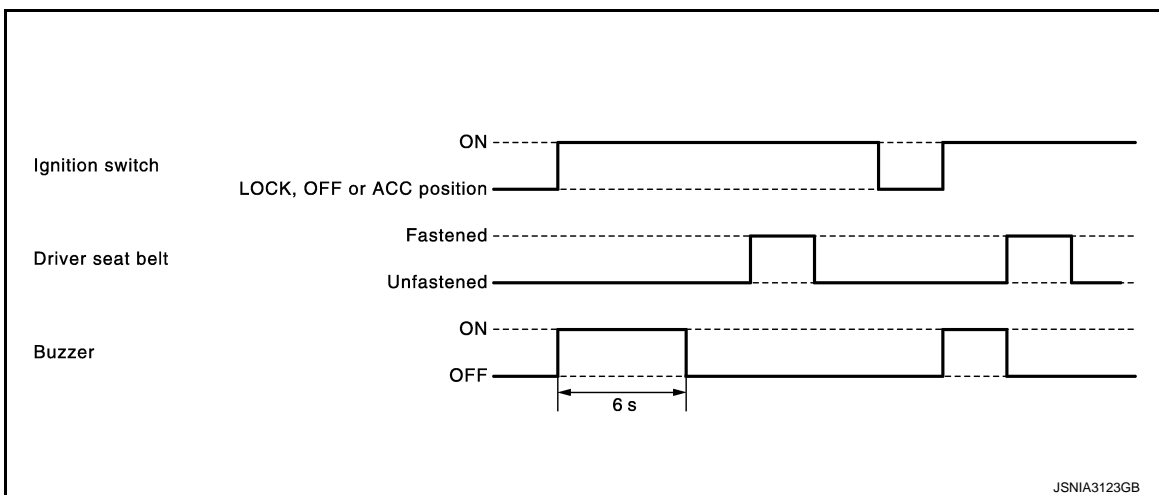 ON
Ignition switch
LOCK, OFF or ACC position
Fastened
Driver seat belt
Unfastened
ON
Buzzer
OFF
6 s
JSNIA3123GB